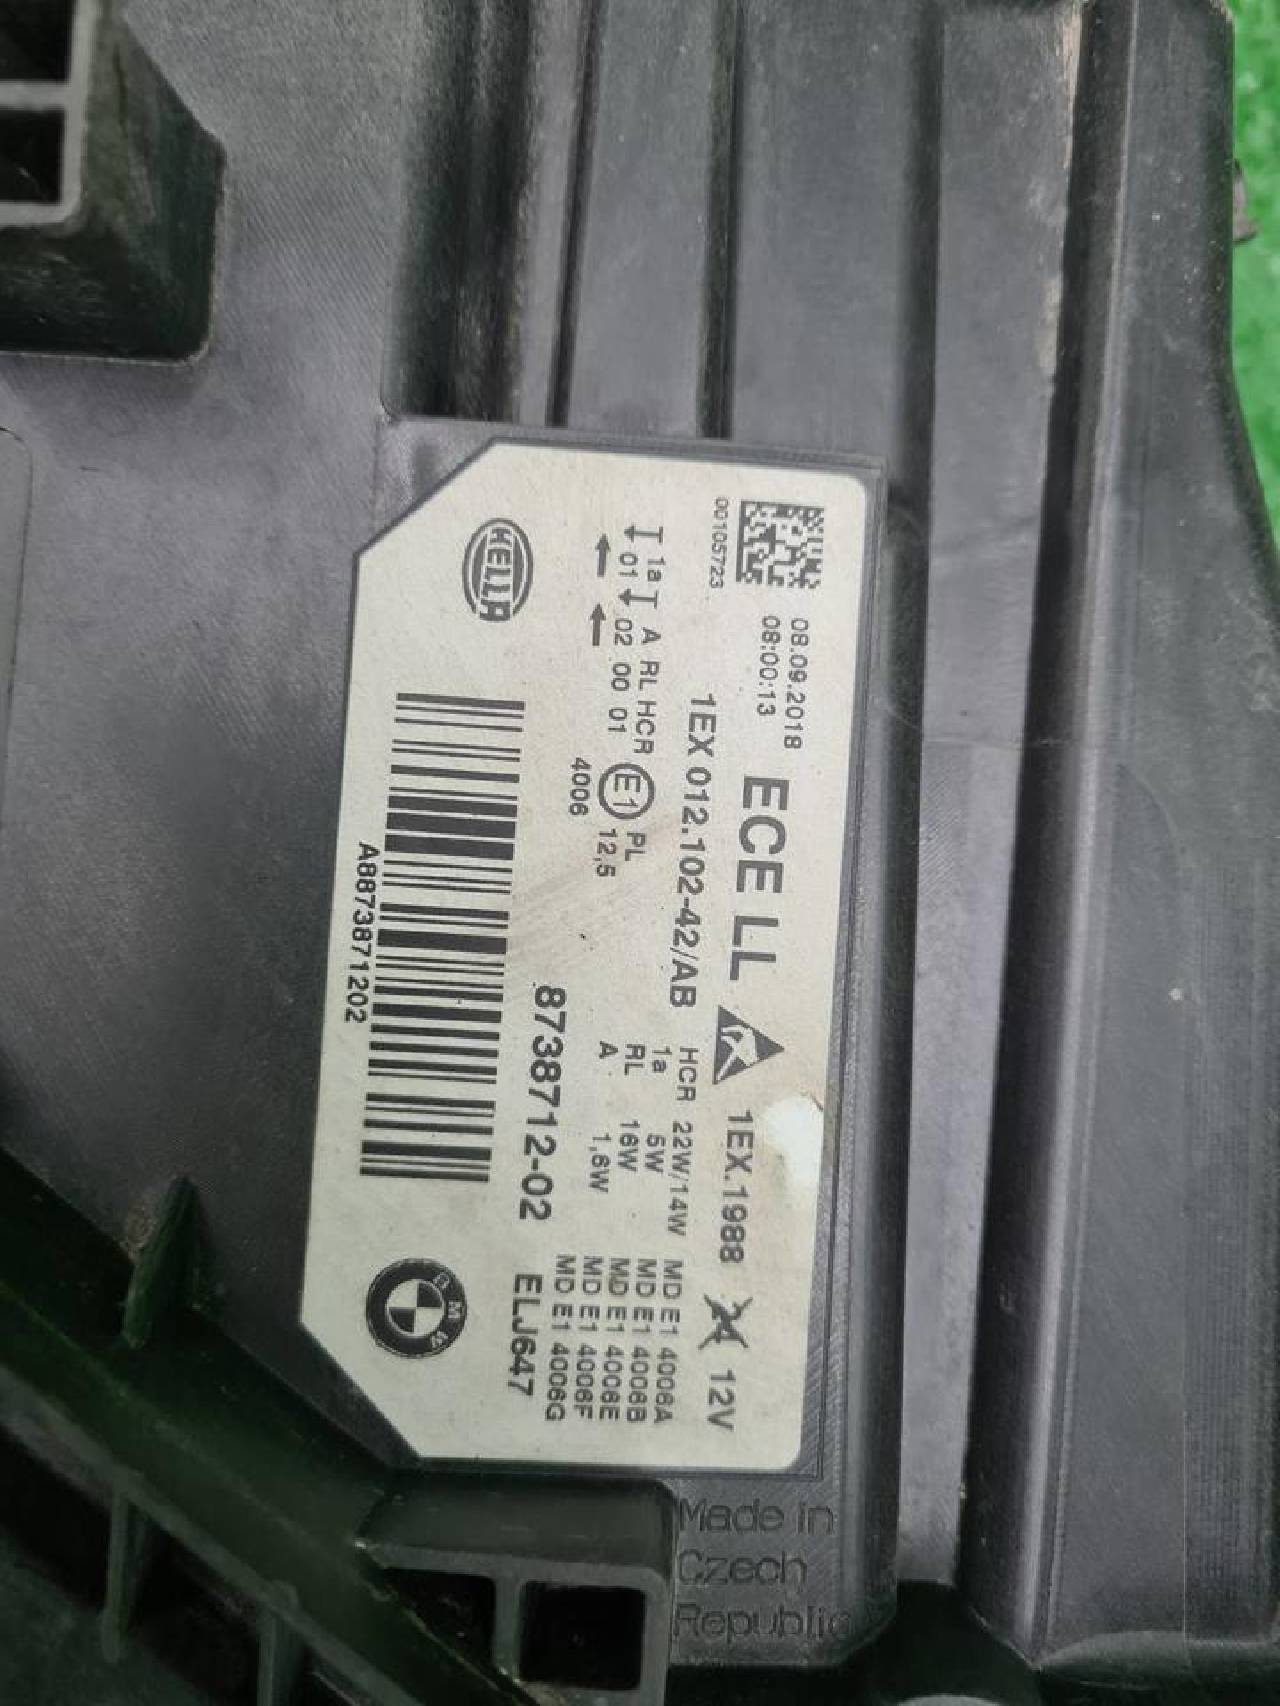 08.09.2018
08:00:13
00105723
ECE LL
1EX.1988 24 12V
1EX 012.102-42/AB
1a A RL HCR E1 PL
01 02 00 01 12,5
4006
HCR 22W/14W
1a 5W
RL 16W
A 1,6W
MD E1 4006A
MD E1 4006B
MD E1 4006E
MD E1 4006F
MD E1 4006G
8738712-02 ELJ647
HELLA
A8873871202
BMW
Made in
Czech
Republic